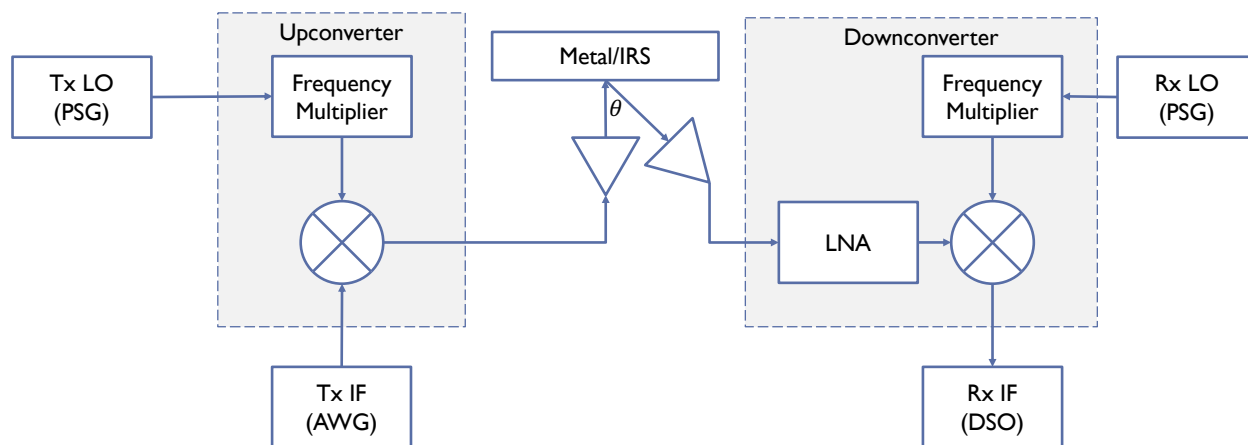 Upconverter
Downconverter
Metal/IRS
Tx LO
(PSG)
Frequency
Multiplier
θ
Frequency
Multiplier
Rx LO
(PSG)
LNA
Tx IF
(AWG)
Rx IF
(DSO)